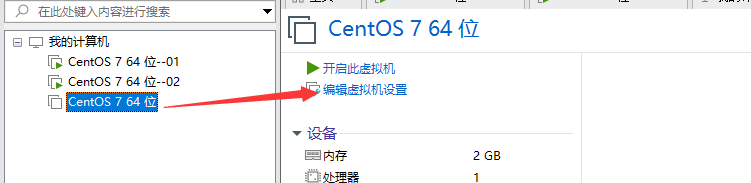 在此处键入内容进行搜索
我的计算机
CentOS 7 64 位--01
CentOS 7 64 位--02
CentOS 7 64 位
CentOS 7 64 位
开启此虚拟机
编辑虚拟机设置
设备
内存 2 GB
处理器 1